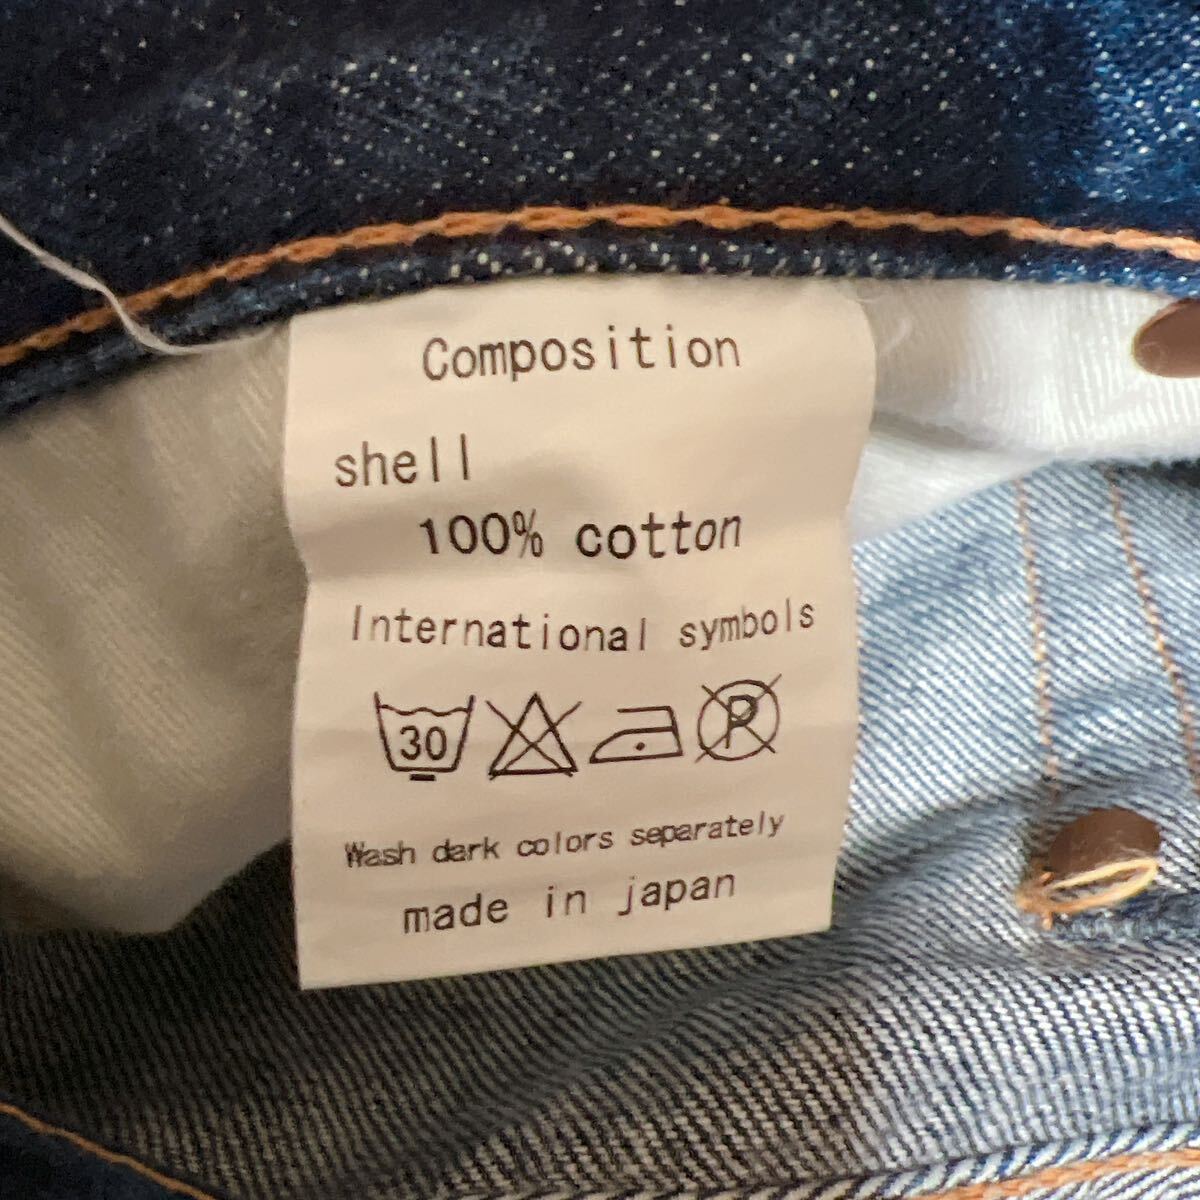 Composition
shell
100% cotton
International symbols
30 P
Wash dark colors separately
made in japan